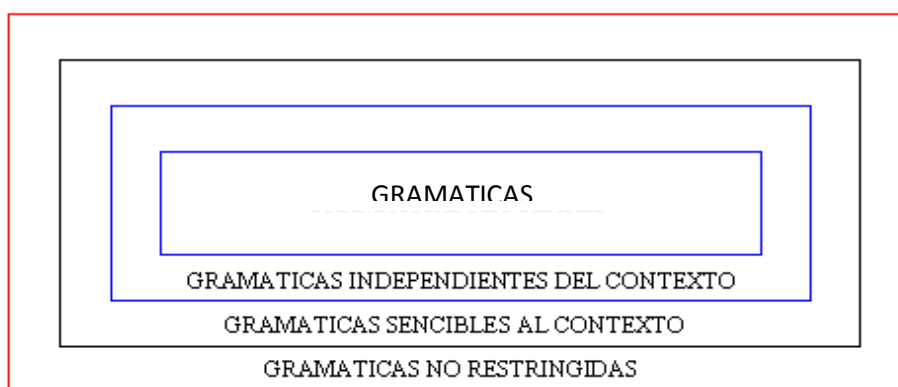 GRAMATICAS
GRAMATICAS INDEPENDIENTES DEL CONTEXTO
GRAMATICAS SENCIBLES AL CONTEXTO
GRAMATICAS NO RESTRINGIDAS